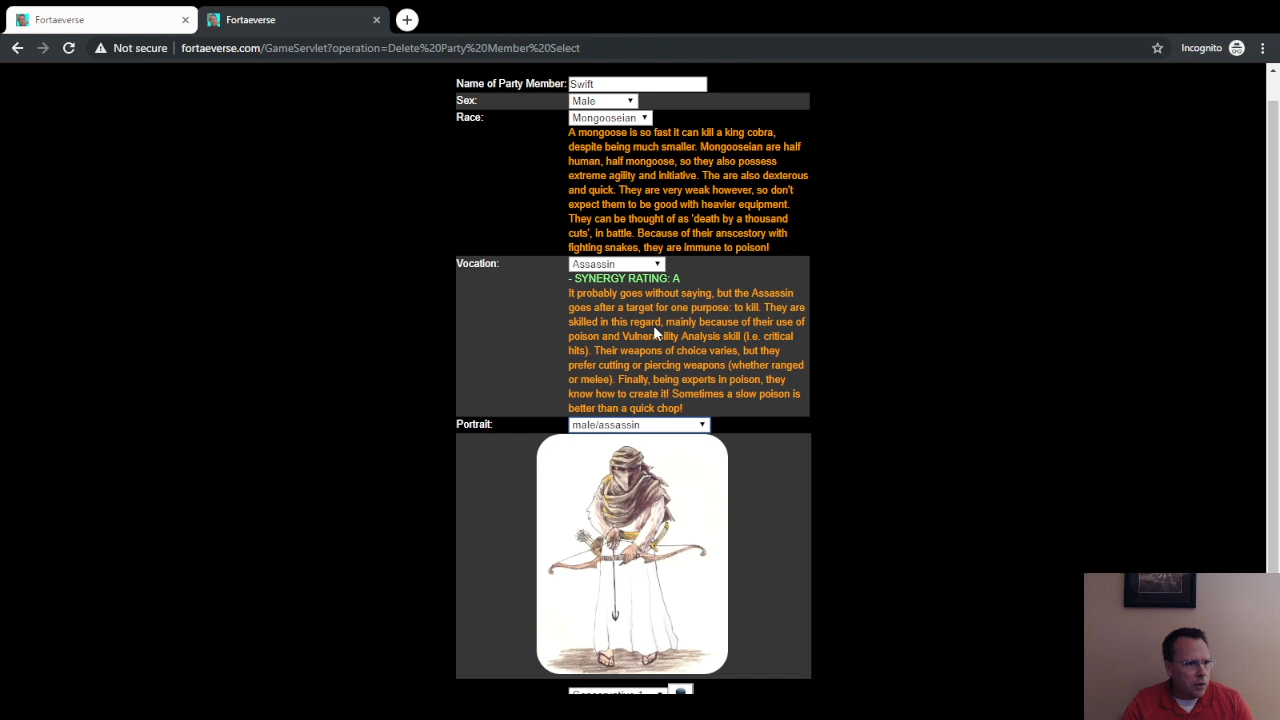 Fortaeverse
Fortaeverse
Not secure fortaeverse.com/GameServlet?operation=Delete%20Party%20Member%20Select Incognito
Name of Party Member: Swift
Sex: Male
Race: Mongooseian
A mongoose is so fast it can kill a king cobra,
despite being much smaller. Mongooseian are half
human, half mongoose, so they also possess
extreme agility and initiative. The are also dexterous
and quick. They are very weak however, so don't
expect them to be good with heavier equipment.
They can be thought of as 'death by a thousand
cuts', in battle. Because of their anscestory with
fighting snakes, they are immune to poison!
Vocation: Assassin
- SYNERGY RATING: A
It probably goes without saying, but the Assassin
goes after a target for one purpose: to kill. They are
skilled in this regard, mainly because of their use of
poison and Vulnerability Analysis skill (i.e. critical
hits). Their weapons of choice varies, but they
prefer cutting or piercing weapons (whether ranged
or melee). Finally, being experts in poison, they
know how to create it! Sometimes a slow poison is
better than a quick chop!
Portrait: male/assassin